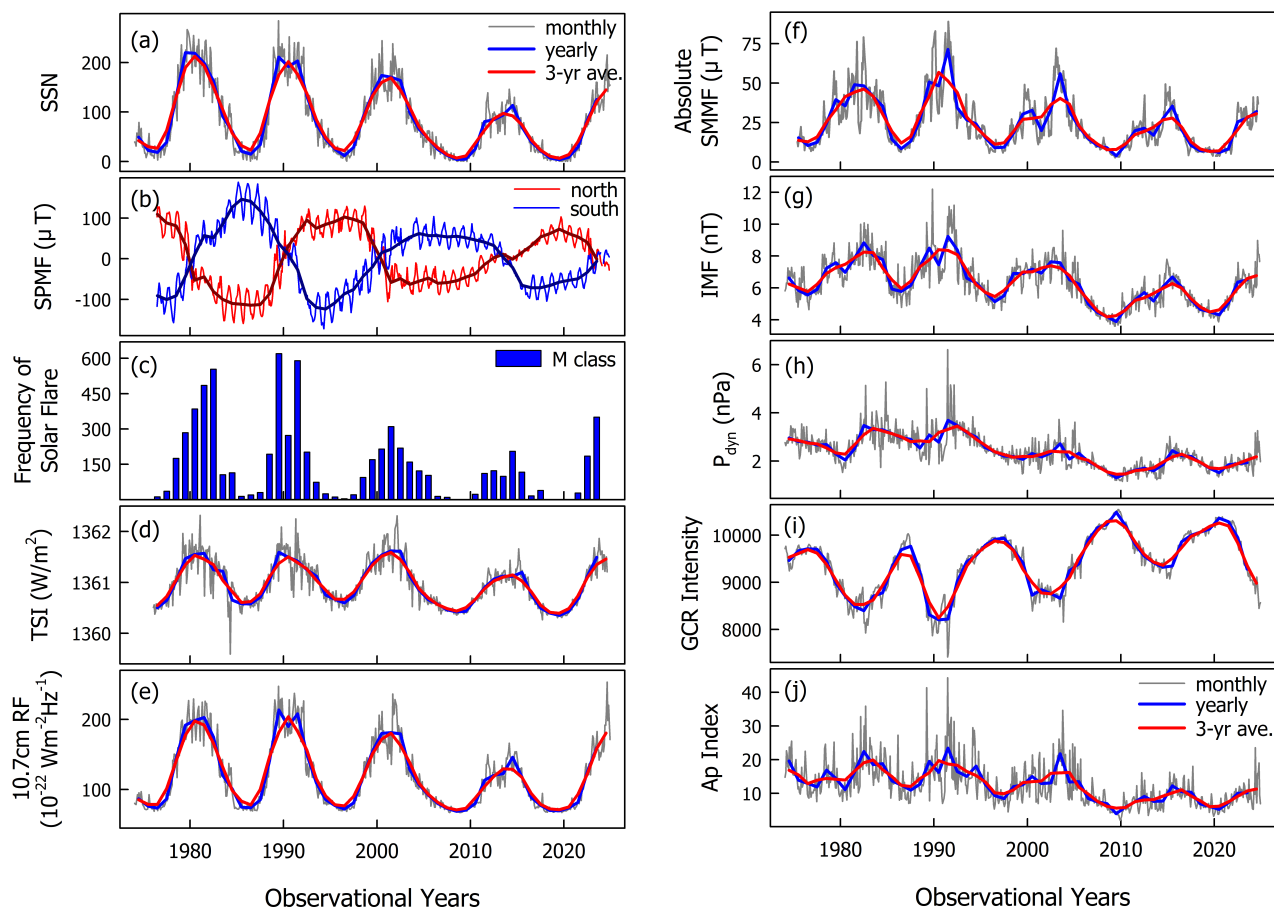 (a)
monthly
yearly
3-yr ave.
SSN
200
100
0
(b)
north
south
SPMF (μ T)
100
0
-100
(c)
M class
Frequency of
Solar Flare
600
450
300
150
(d)
TSI (W/m²)
1362
1361
1360
(e)
10.7cm RF
(10⁻²² Wm⁻²Hz⁻¹)
200
100
1980 1990 2000 2010 2020
Observational Years
(f)
Absolute
SMMF (μ T)
75
50
25
0
(g)
IMF (nT)
12
10
8
6
4
(h)
P_dyn (nPa)
6
4
2
(i)
GCR Intensity
10000
9000
8000
(j)
monthly
yearly
3-yr ave.
Ap Index
40
30
20
10
1980 1990 2000 2010 2020
Observational Years